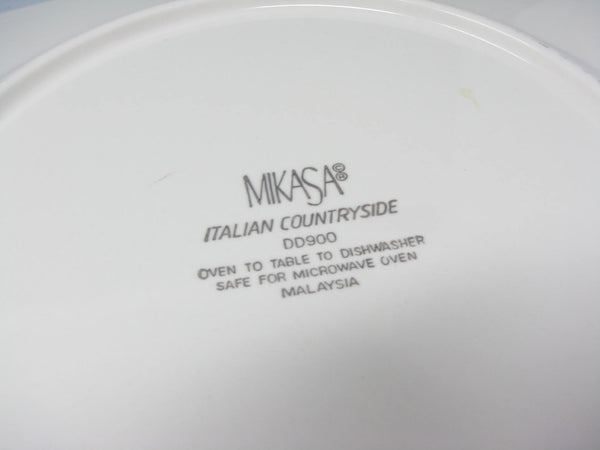 MIKASA©®
ITALIAN COUNTRYSIDE
DD900
OVEN TO TABLE TO DISHWASHER
SAFE FOR MICROWAVE OVEN
MALAYSIA